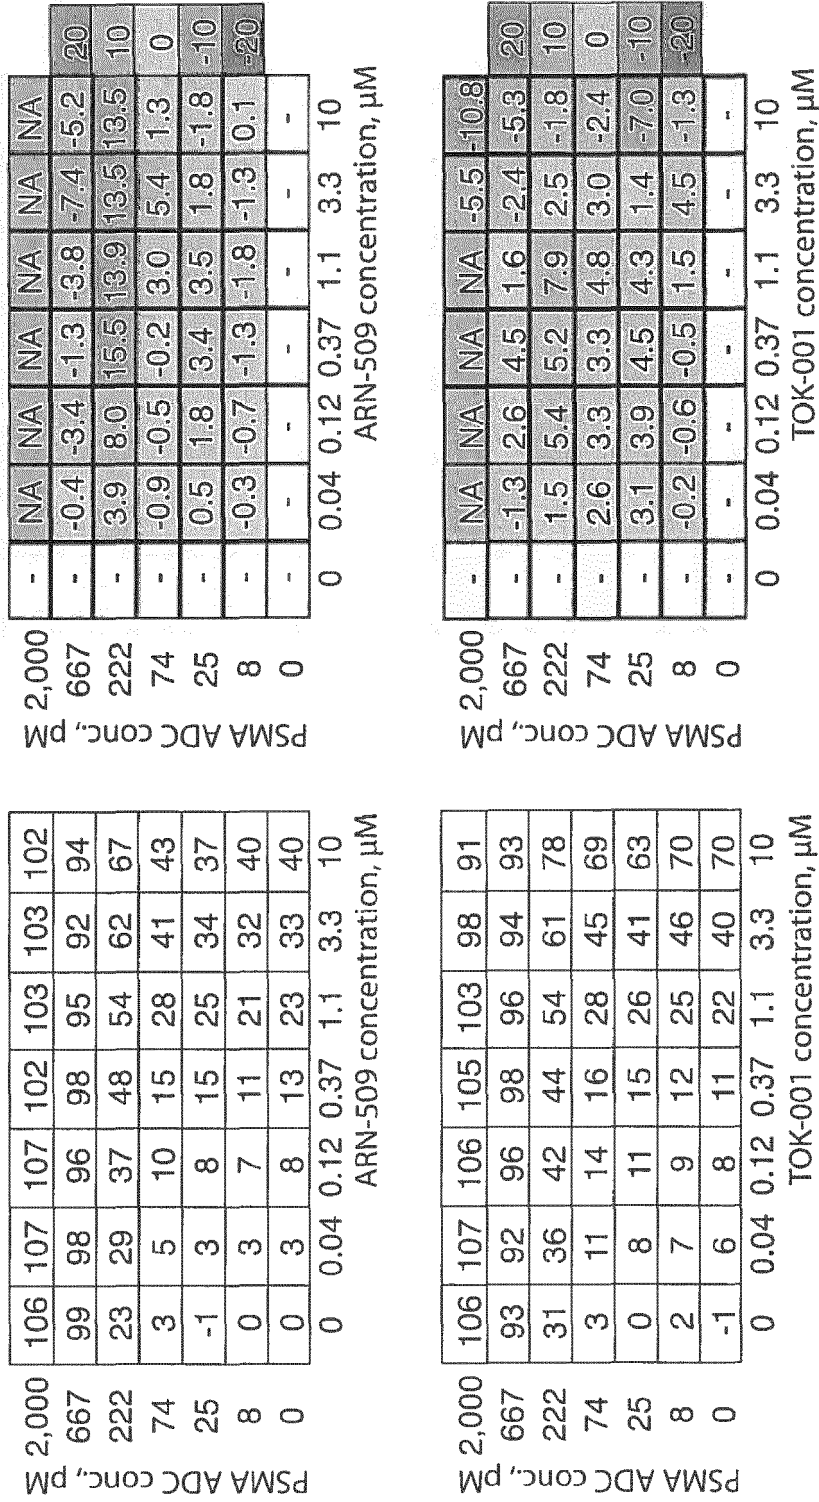 PSMA ADC conc., pM
2,000 106 107 107 102 103 103 102
667 99 98 96 98 95 92 94
222 23 29 37 48 54 62 67
74 3 5 10 15 28 41 43
25 -1 3 8 15 25 34 37
8 0 3 7 11 21 32 40
0 0 3 8 13 23 33 40
0 0.04 0.12 0.37 1.1 3.3 10
ARN-509 concentration, µM
PSMA ADC conc., pM
2,000 - NA NA NA NA NA NA
667 - -0.4 -3.4 -1.3 -3.8 -7.4 -5.2 20
222 - 3.9 8.0 15.5 13.9 13.5 13.5 10
74 - -0.9 -0.5 -0.2 3.0 5.4 1.3 0
25 - 0.5 1.8 3.4 3.5 1.8 -1.8 -10
8 - -0.3 -0.7 -1.3 -1.8 -1.3 0.1 -20
0 - - - - - - -
0 0.04 0.12 0.37 1.1 3.3 10
ARN-509 concentration, µM
PSMA ADC conc., pM
2,000 106 107 106 105 103 98 91
667 93 92 96 98 96 94 93
222 31 36 42 44 54 61 78
74 3 11 14 16 28 45 69
25 0 8 11 15 26 41 63
8 2 7 9 12 25 46 70
0 -1 6 8 11 22 40 70
0 0.04 0.12 0.37 1.1 3.3 10
TOK-001 concentration, µM
PSMA ADC conc., pM
2,000 - NA NA NA NA -5.5 -10.8
667 - -1.3 2.6 4.5 1.6 -2.4 -5.3 20
222 - 1.5 5.4 5.2 7.9 2.5 -1.8 10
74 - 2.6 3.3 3.3 4.8 3.0 -2.4 0
25 - 3.1 3.9 4.5 4.3 1.4 -7.0 -10
8 - -0.2 -0.6 -0.5 1.5 4.5 -1.3 -20
0 - - - - - - -
0 0.04 0.12 0.37 1.1 3.3 10
TOK-001 concentration, µM